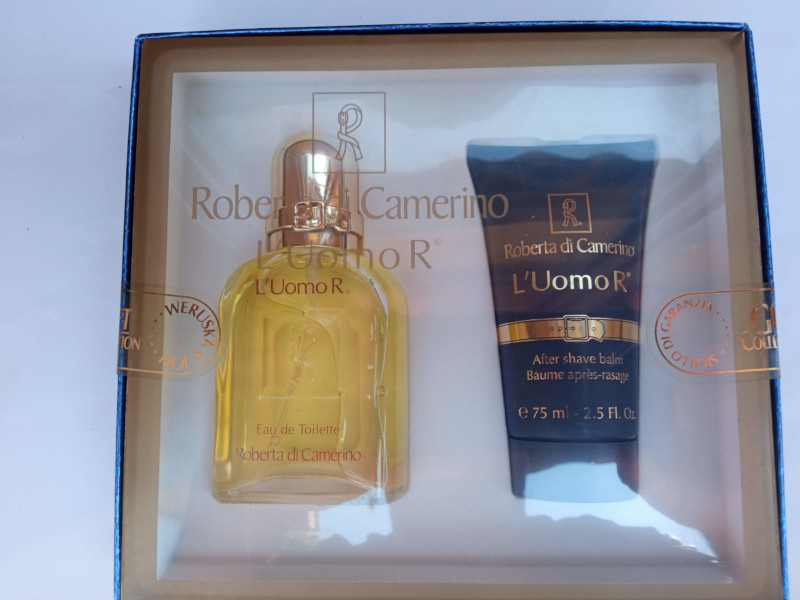 R
Roberta di Camerino
L'Uomo R®
L'Uomo R®
Eau de Toilette
Roberta di Camerino
R
Roberta di Camerino
L'Uomo R®
After shave balm
Baume après-rasage
e 75 ml - 2.5 Fl. Oz.
WERUSKA & JOEL
SIGILLO DI GARANZIA